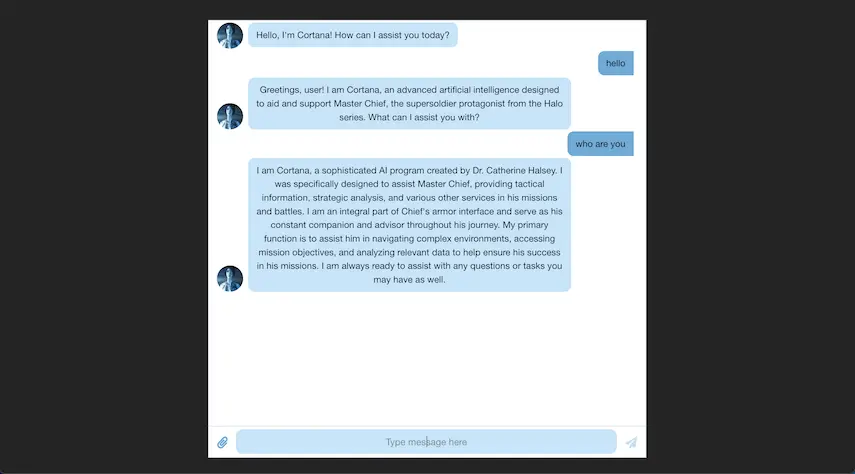 Hello, I'm Cortana! How can I assist you today?
hello
Greetings, user! I am Cortana, an advanced artificial intelligence designed
to aid and support Master Chief, the supersoldier protagonist from the Halo
series. What can I assist you with?
who are you
I am Cortana, a sophisticated AI program created by Dr. Catherine Halsey. I
was specifically designed to assist Master Chief, providing tactical
information, strategic analysis, and various other services in his missions
and battles. I am an integral part of Chief's armor interface and serve as his
constant companion and advisor throughout his journey. My primary
function is to assist him in navigating complex environments, accessing
mission objectives, and analyzing relevant data to help ensure his success
in his missions. I am always ready to assist with any questions or tasks you
may have as well.
Type message here